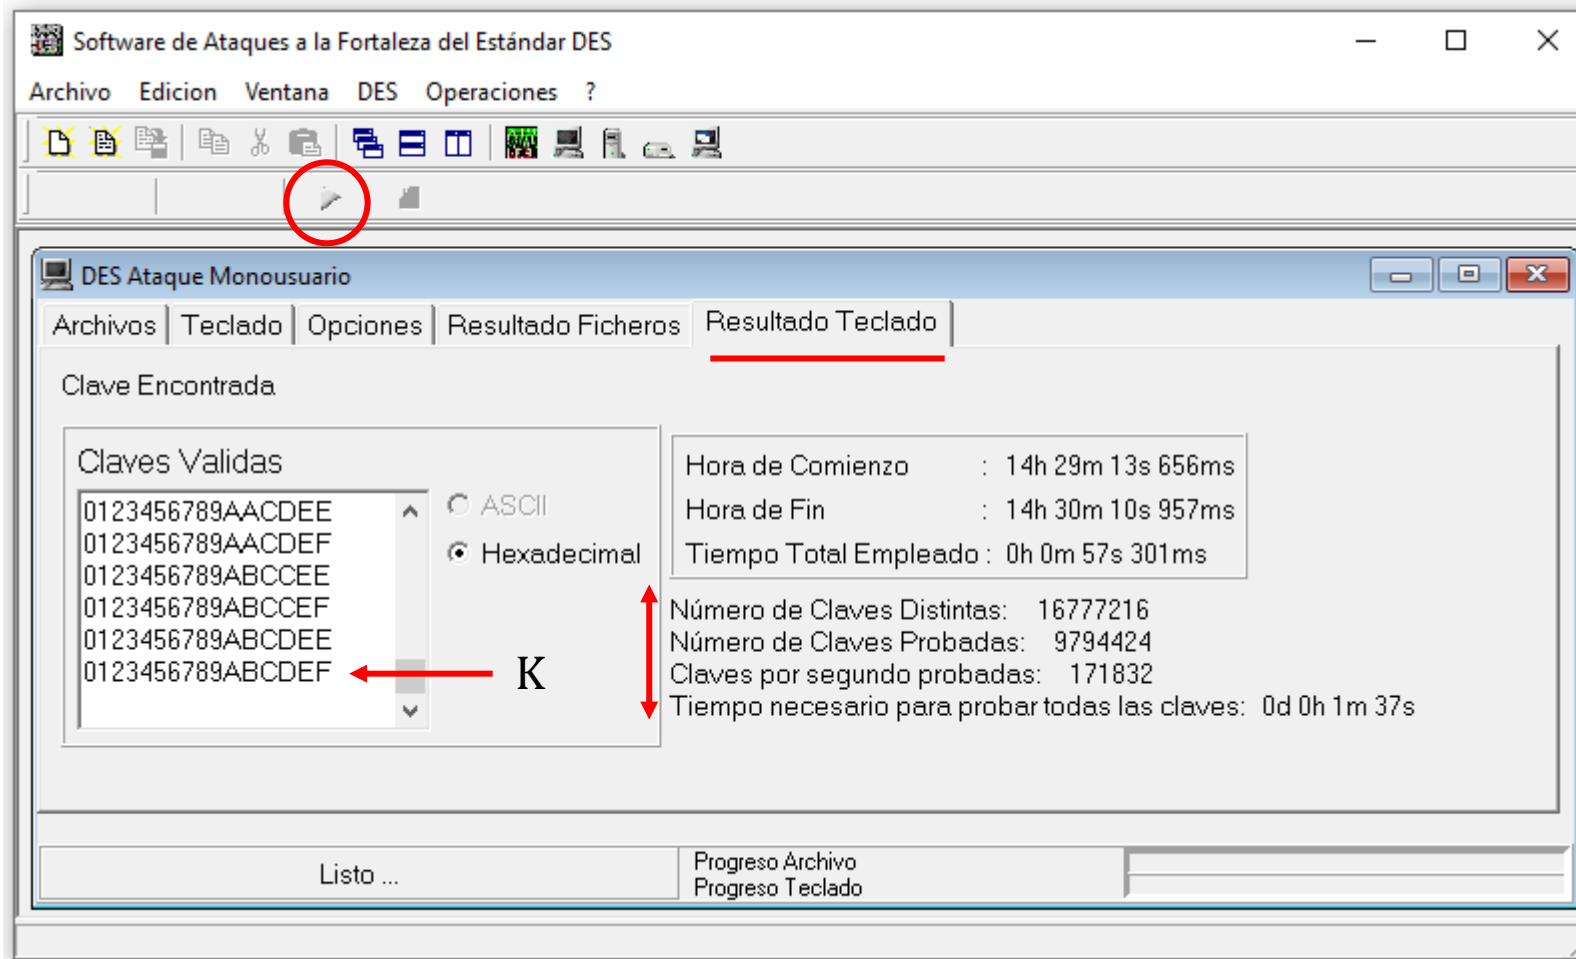 Software de Ataques a la Fortaleza del Estándar DES
Archivo Edicion Ventana DES Operaciones ?
DES Ataque Monousuario
Archivos Teclado Opciones Resultado Ficheros Resultado Teclado
Clave Encontrada
Claves Validas
0123456789AACDEE
0123456789AACDEF
0123456789ABCCEE
0123456789ABCCEF
0123456789ABCDEE
0123456789ABCDEF
K
ASCII
Hexadecimal
Hora de Comienzo : 14h 29m 13s 656ms
Hora de Fin : 14h 30m 10s 957ms
Tiempo Total Empleado : 0h 0m 57s 301ms
Número de Claves Distintas: 16777216
Número de Claves Probadas: 9794424
Claves por segundo probadas: 171832
Tiempo necesario para probar todas las claves: 0d 0h 1m 37s
Listo ...
Progreso Archivo
Progreso Teclado